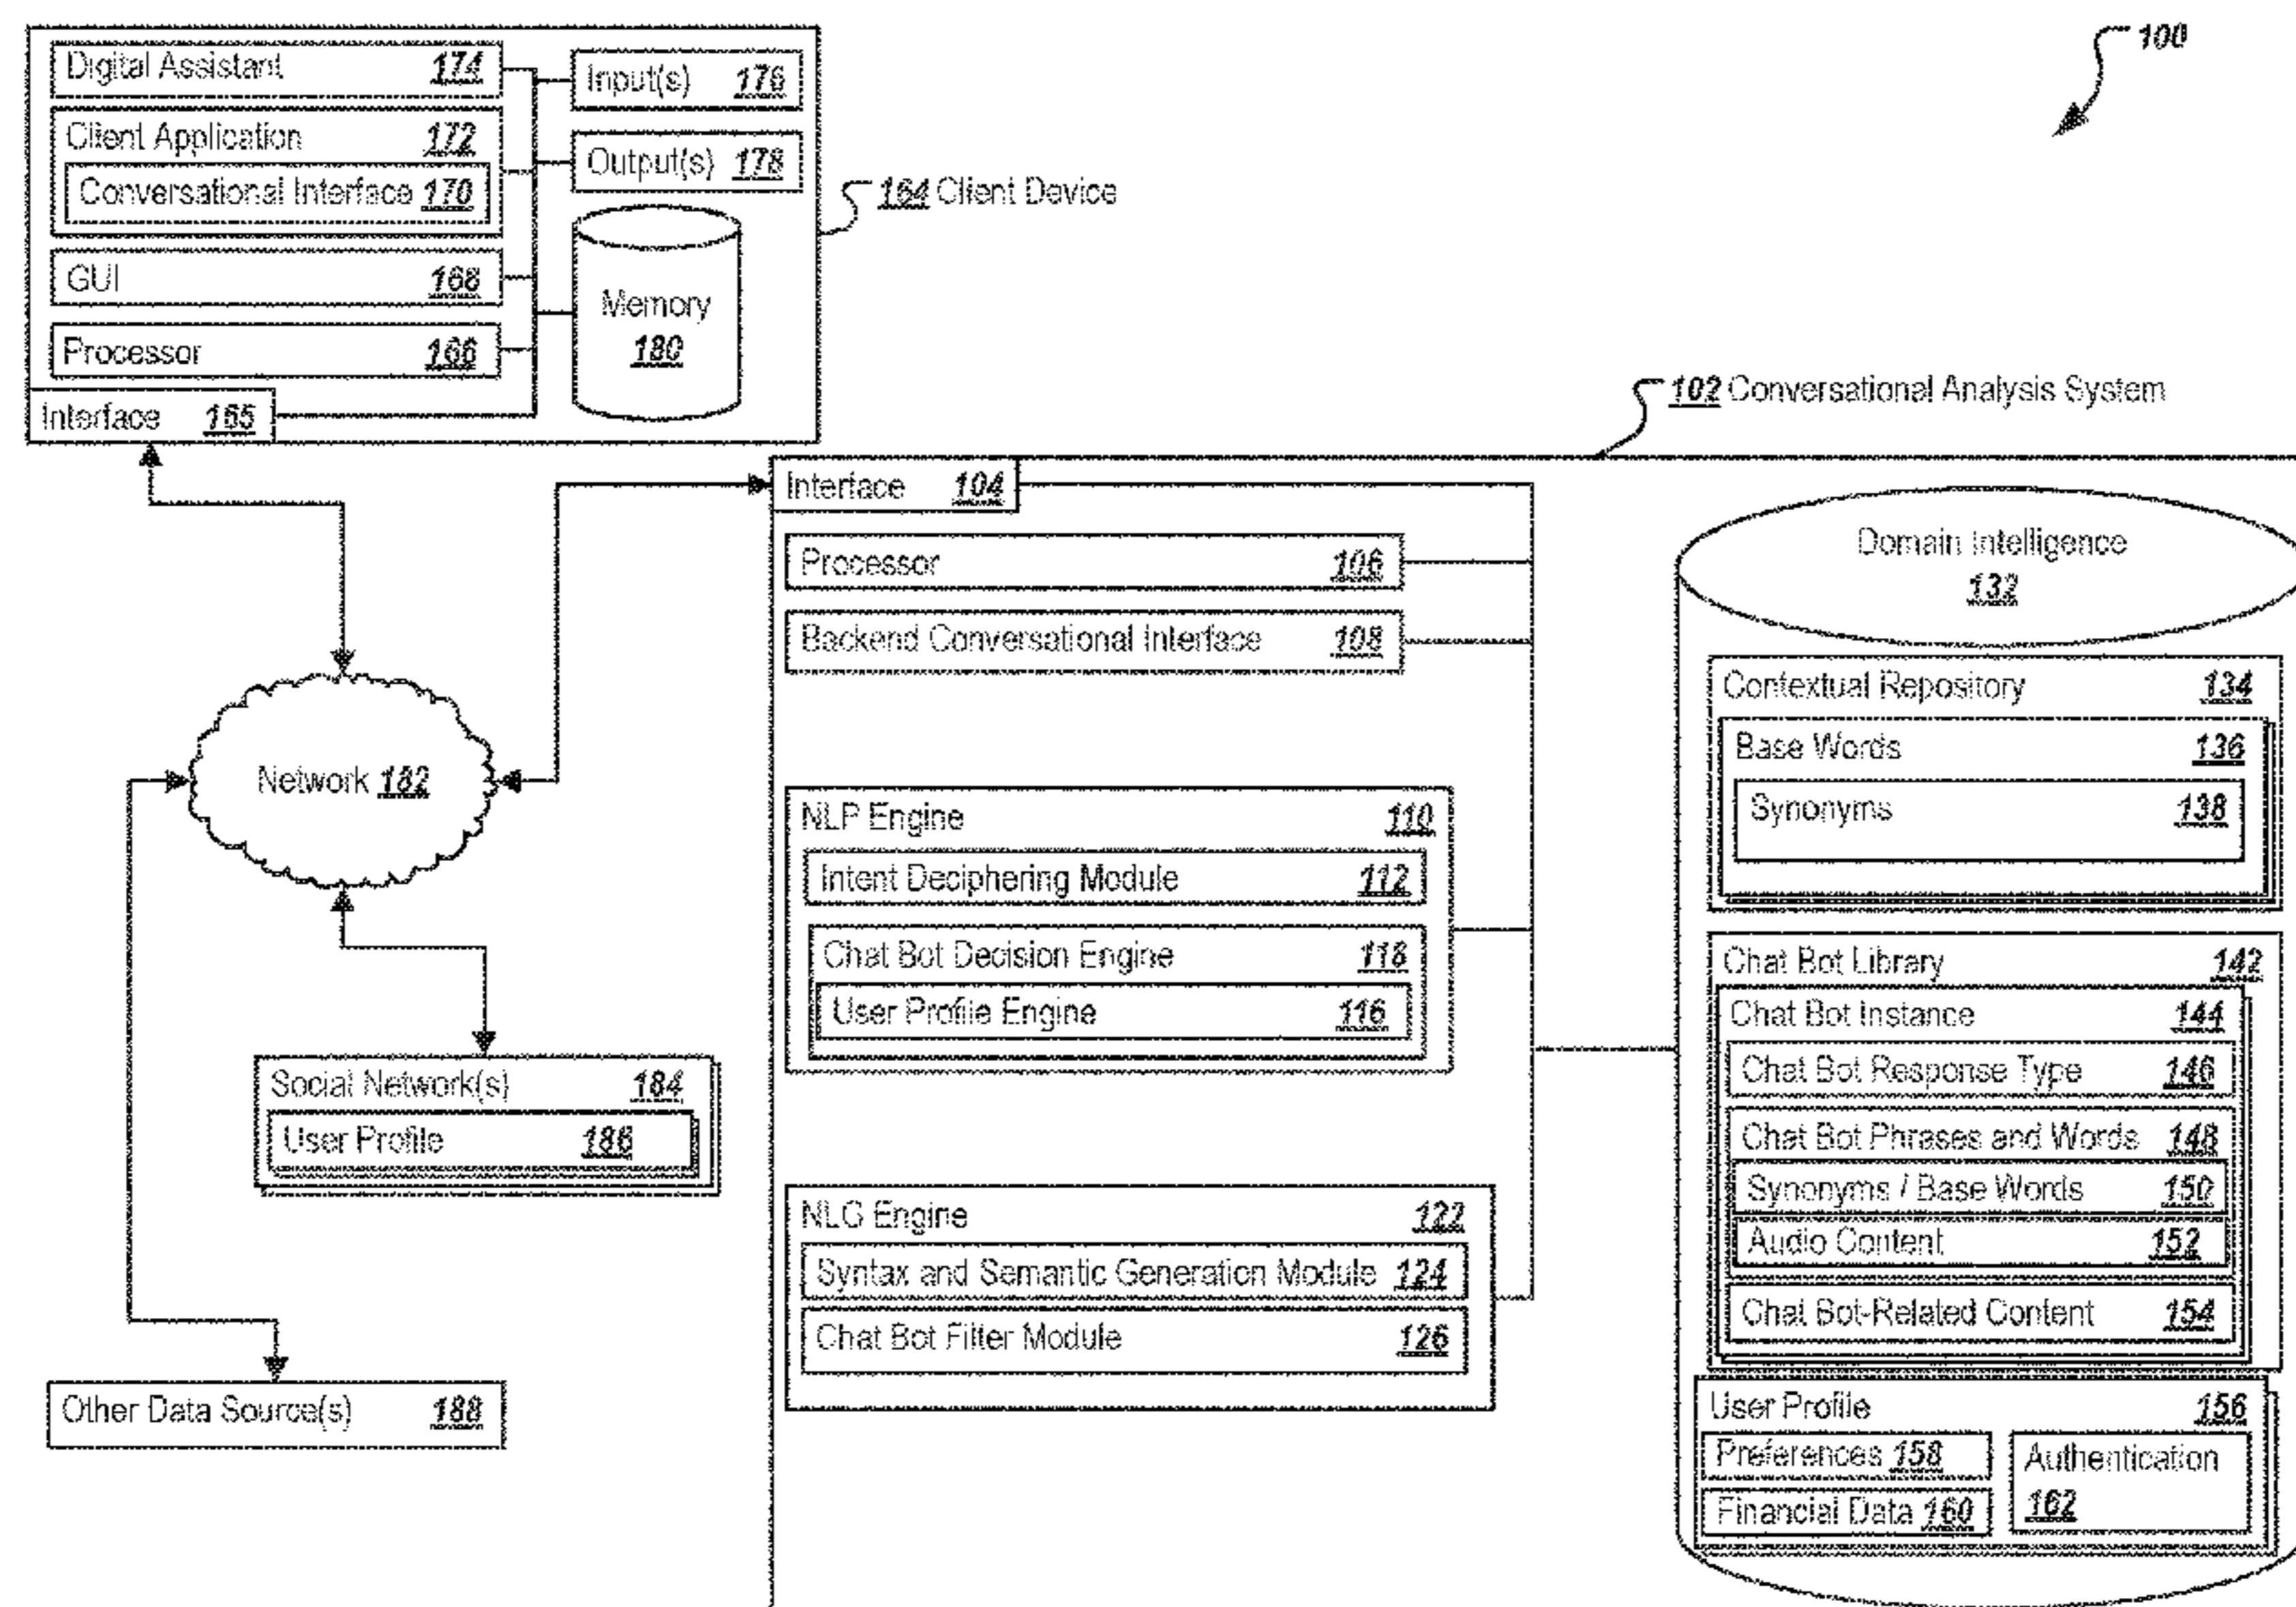 100
Digital Assistant 174
Input(s) 176
Client Application 172
Conversational Interface 170
Output(s) 178
164 Client Device
GUI 168
Memory
180
Processor 166
Interface 165
102 Conversational Analysis System
Interface 104
Processor 106
Backend Conversational Interface 108
NLP Engine 110
Intent Deciphering Module 112
Chat Bot Decision Engine 118
User Profile Engine 116
NLG Engine 122
Syntax and Semantic Generation Module 124
Chat Bot Filter Module 126
Domain Intelligence
132
Contextual Repository 134
Base Words 136
Synonyms 138
Chat Bot Library 142
Chat Bot Instance 144
Chat Bot Response Type 146
Chat Bot Phrases and Words 148
Synonyms / Base Words 150
Audio Content 152
Chat Bot-Related Content 154
User Profile 156
Preferences 158
Financial Data 160
Authentication
162
Network 182
Social Network(s) 184
User Profile 186
Other Data Source(s) 188